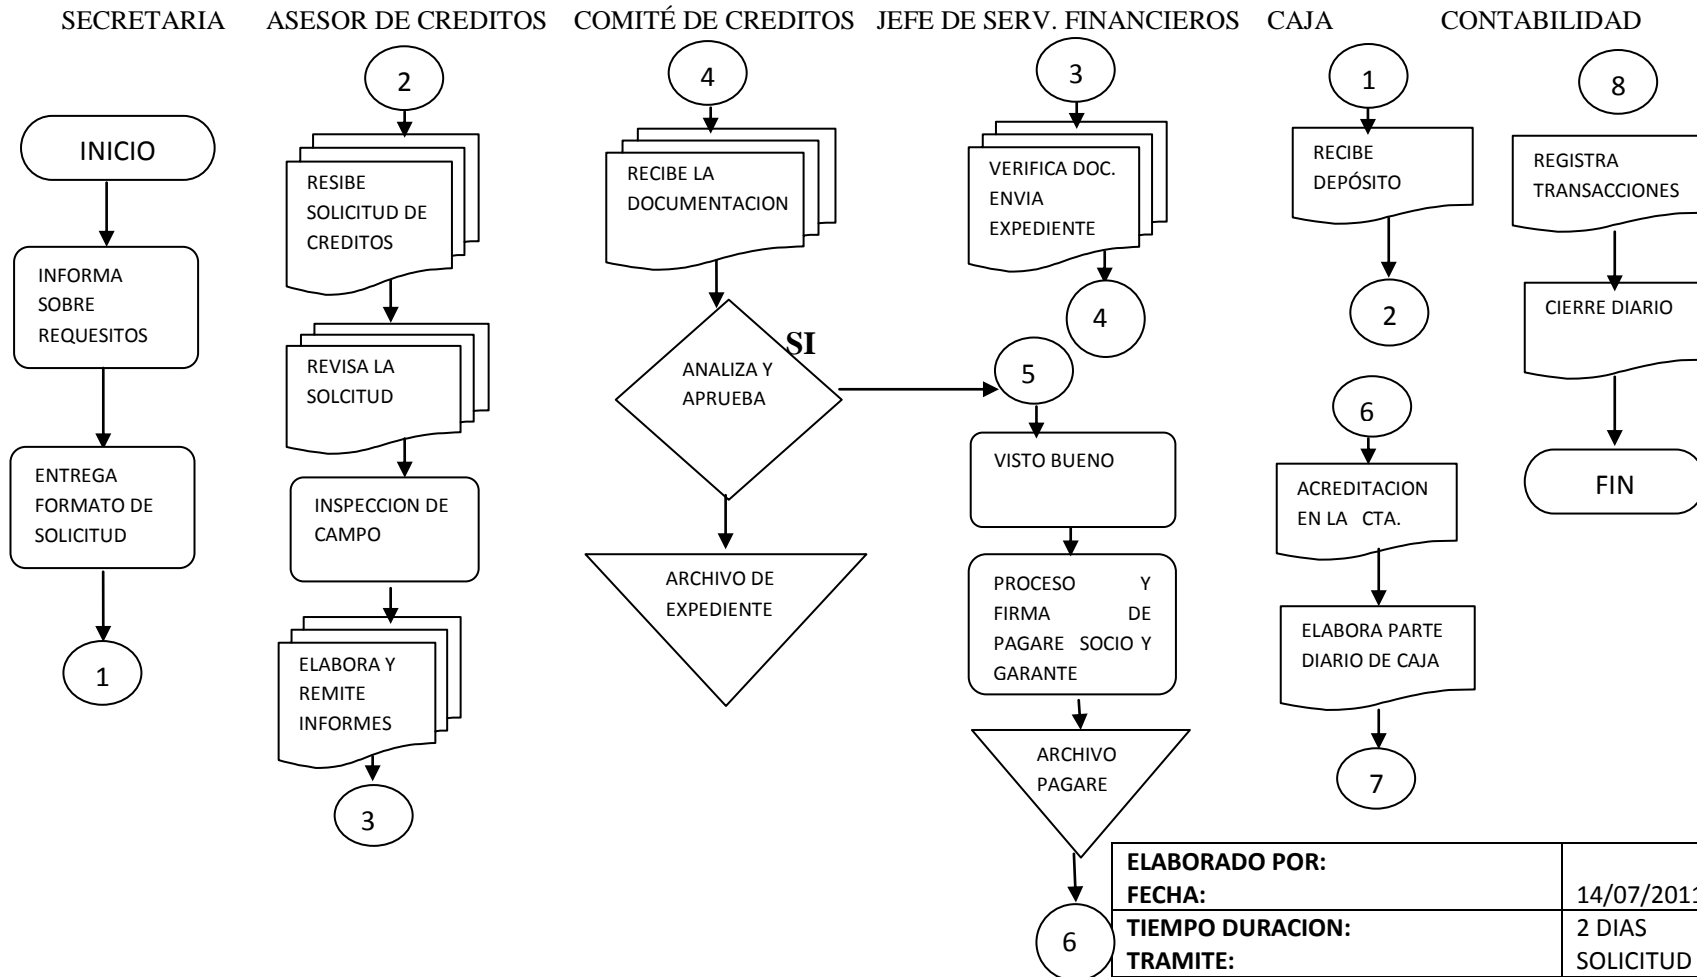 SECRETARIA ASESOR DE CREDITOS COMITÉ DE CREDITOS JEFE DE SERV. FINANCIEROS CAJA CONTABILIDAD
INICIO
INFORMA
SOBRE
REQUESITOS
ENTREGA
FORMATO DE
SOLICITUD
1
2
RESIBE
SOLICITUD DE
CREDITOS
REVISA LA
SOLCITUD
INSPECCION DE
CAMPO
ELABORA Y
REMITE
INFORMES
3
4
RECIBE LA
DOCUMENTACION
ANALIZA Y
APRUEBA
SI
ARCHIVO DE
EXPEDIENTE
3
VERIFICA DOC.
ENVIA
EXPEDIENTE
4
5
VISTO BUENO
PROCESO Y
FIRMA DE
PAGARE SOCIO Y
GARANTE
ARCHIVO
PAGARE
6
1
RECIBE
DEPÓSITO
2
6
ACREDITACION
EN LA CTA.
ELABORA PARTE
DIARIO DE CAJA
7
8
REGISTRA
TRANSACCIONES
CIERRE DIARIO
FIN
ELABORADO POR:
FECHA: 14/07/2011
TIEMPO DURACION: 2 DIAS
TRAMITE: SOLICITUD